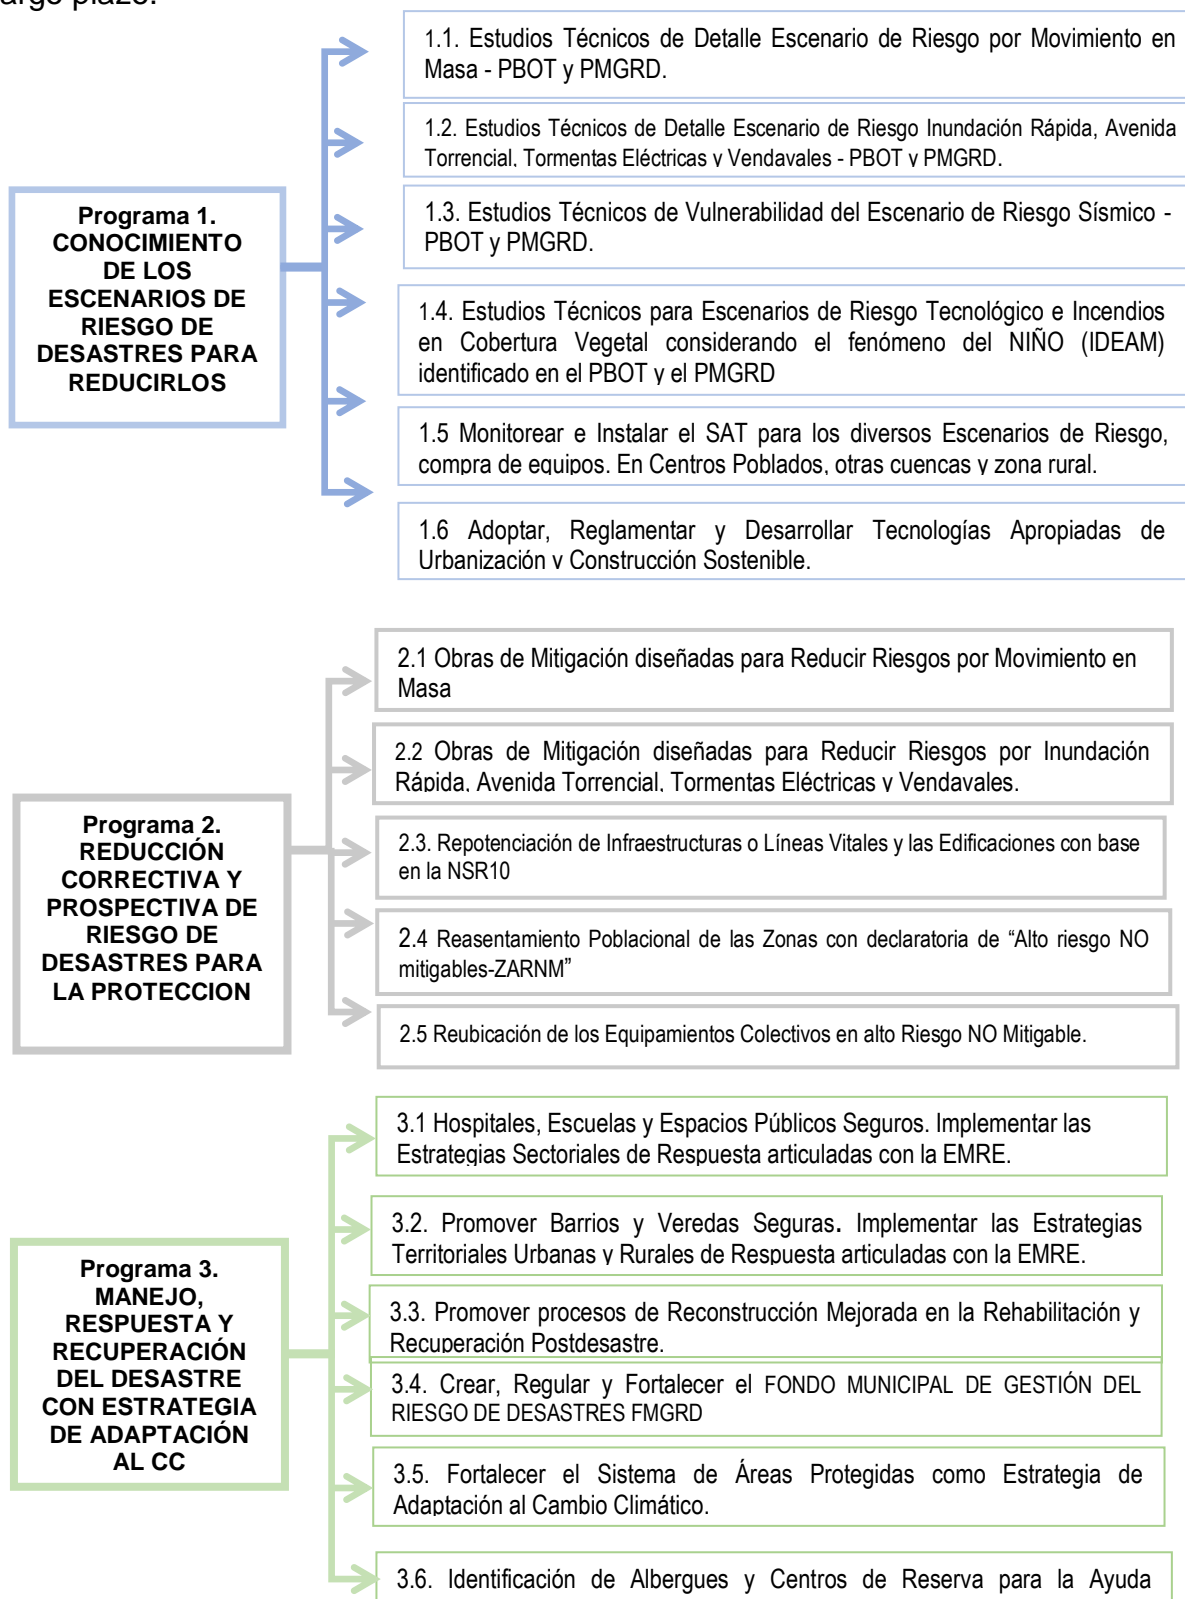 argo plazo.
1.1. Estudios Técnicos de Detalle Escenario de Riesgo por Movimiento en
Masa - PBOT y PMGRD.
1.2. Estudios Técnicos de Detalle Escenario de Riesgo Inundación Rápida, Avenida
Torrencial, Tormentas Eléctricas y Vendavales - PBOT y PMGRD.
Programa 1.
CONOCIMIENTO
DE LOS
ESCENARIOS DE
RIESGO DE
DESASTRES PARA
REDUCIRLOS
1.3. Estudios Técnicos de Vulnerabilidad del Escenario de Riesgo Sísmico -
PBOT y PMGRD.
1.4. Estudios Técnicos para Escenarios de Riesgo Tecnológico e Incendios
en Cobertura Vegetal considerando el fenómeno del NIÑO (IDEAM)
identificado en el PBOT y el PMGRD
1.5 Monitorear e Instalar el SAT para los diversos Escenarios de Riesgo,
compra de equipos. En Centros Poblados, otras cuencas y zona rural.
1.6 Adoptar, Reglamentar y Desarrollar Tecnologías Apropiadas de
Urbanización y Construcción Sostenible.
2.1 Obras de Mitigación diseñadas para Reducir Riesgos por Movimiento en
Masa
2.2 Obras de Mitigación diseñadas para Reducir Riesgos por Inundación
Rápida, Avenida Torrencial, Tormentas Eléctricas y Vendavales.
Programa 2.
REDUCCIÓN
CORRECTIVA Y
PROSPECTIVA DE
RIESGO DE
DESASTRES PARA
LA PROTECCION
2.3. Repotenciación de Infraestructuras o Líneas Vitales y las Edificaciones con base
en la NSR10
2.4 Reasentamiento Poblacional de las Zonas con declaratoria de “Alto riesgo NO
mitigables-ZARNM”
2.5 Reubicación de los Equipamientos Colectivos en alto Riesgo NO Mitigable.
3.1 Hospitales, Escuelas y Espacios Públicos Seguros. Implementar las
Estrategias Sectoriales de Respuesta articuladas con la EMRE.
3.2. Promover Barrios y Veredas Seguras. Implementar las Estrategias
Territoriales Urbanas y Rurales de Respuesta articuladas con la EMRE.
Programa 3.
MANEJO,
RESPUESTA Y
RECUPERACIÓN
DEL DESASTRE
CON ESTRATEGIA
DE ADAPTACIÓN
AL CC
3.3. Promover procesos de Reconstrucción Mejorada en la Rehabilitación y
Recuperación Postdesastre.
3.4. Crear, Regular y Fortalecer el FONDO MUNICIPAL DE GESTIÓN DEL
RIESGO DE DESASTRES FMGRD
3.5. Fortalecer el Sistema de Áreas Protegidas como Estrategia de
Adaptación al Cambio Climático.
3.6. Identificación de Albergues y Centros de Reserva para la Ayuda